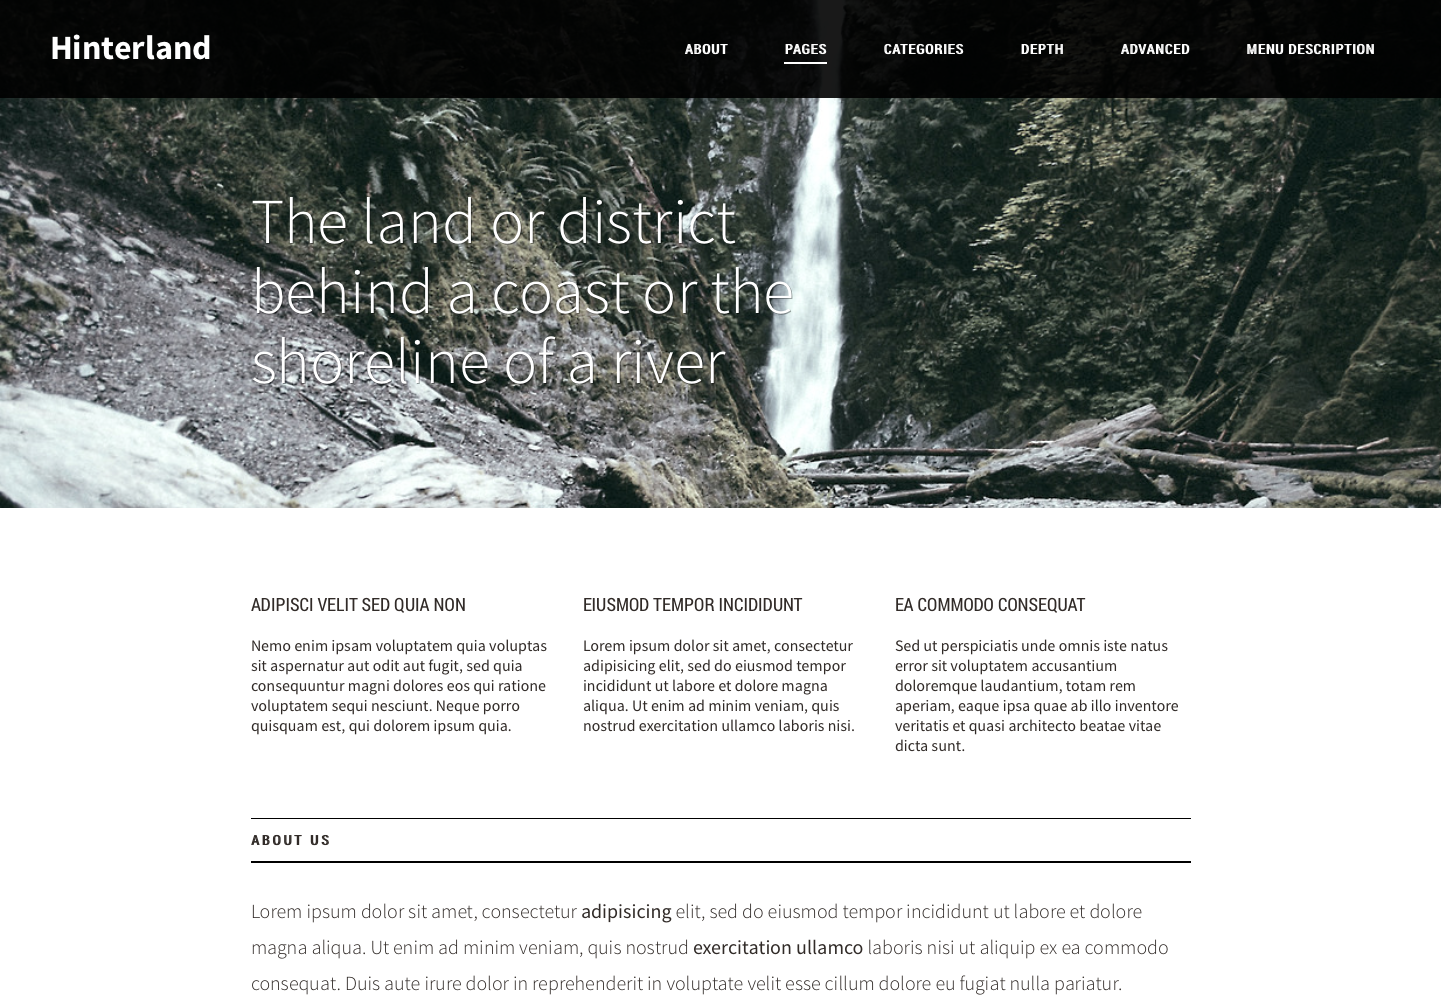 Hinterland
ABOUT PAGES CATEGORIES DEPTH ADVANCED MENU DESCRIPTION
The land or district
behind a coast or the
shoreline of a river
ADIPISCI VELIT SED QUIA NON
Nemo enim ipsam voluptatem quia voluptas
sit aspernatur aut odit aut fugit, sed quia
consequuntur magni dolores eos qui ratione
voluptatem sequi nesciunt. Neque porro
quisquam est, qui dolorem ipsum quia.
EIUSMOD TEMPOR INCIDIDUNT
Lorem ipsum dolor sit amet, consectetur
adipisicing elit, sed do eiusmod tempor
incididunt ut labore et dolore magna
aliqua. Ut enim ad minim veniam, quis
nostrud exercitation ullamco laboris nisi.
EA COMMODO CONSEQUAT
Sed ut perspiciatis unde omnis iste natus
error sit voluptatem accusantium
doloremque laudantium, totam rem
aperiam, eaque ipsa quae ab illo inventore
veritatis et quasi architecto beatae vitae
dicta sunt.
ABOUT US
Lorem ipsum dolor sit amet, consectetur adipisicing elit, sed do eiusmod tempor incididunt ut labore et dolore
magna aliqua. Ut enim ad minim veniam, quis nostrud exercitation ullamco laboris nisi ut aliquip ex ea commodo
consequat. Duis aute irure dolor in reprehenderit in voluptate velit esse cillum dolore eu fugiat nulla pariatur.